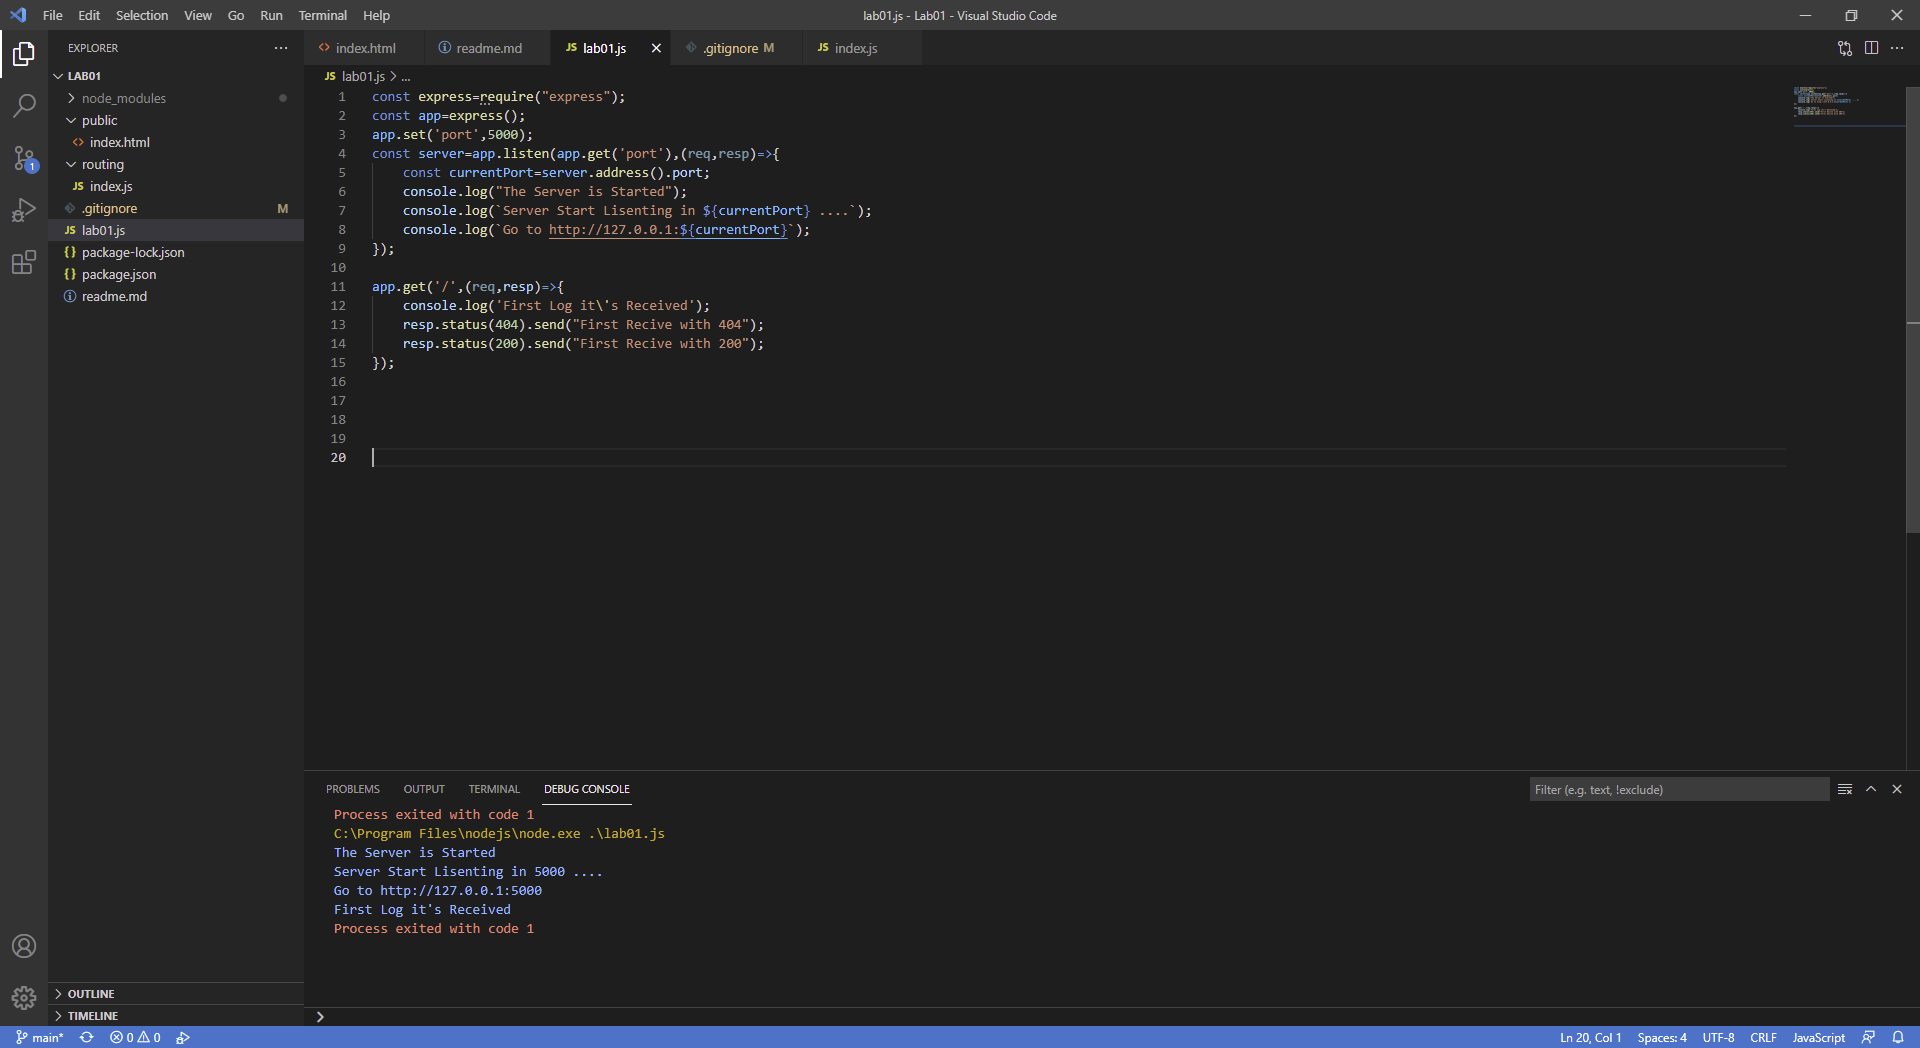 File Edit Selection View Go Run Terminal Help
lab01.js - Lab01 - Visual Studio Code
EXPLORER
LAB01
node_modules
public
index.html
routing
index.js
.gitignore M
lab01.js
package-lock.json
package.json
readme.md
OUTLINE
TIMELINE
index.html readme.md JS lab01.js .gitignore M JS index.js
JS lab01.js > ...
1 const express=require("express");
2 const app=express();
3 app.set('port',5000);
4 const server=app.listen(app.get('port'),(req,resp)=>{
5 const currentPort=server.address().port;
6 console.log("The Server is Started");
7 console.log(`Server Start Lisenting in ${currentPort} ....`);
8 console.log(`Go to http://127.0.0.1:${currentPort}`);
9 });
10
11 app.get('/',(req,resp)=>{
12 console.log('First Log it\'s Received');
13 resp.status(404).send("First Recive with 404");
14 resp.status(200).send("First Recive with 200");
15 });
16
17
18
19
20
PROBLEMS OUTPUT TERMINAL DEBUG CONSOLE
Filter (e.g. text, !exclude)
Process exited with code 1
C:\Program Files\nodejs\node.exe .\lab01.js
The Server is Started
Server Start Lisenting in 5000 ....
Go to http://127.0.0.1:5000
First Log it's Received
Process exited with code 1
main* 0 0
Ln 20, Col 1 Spaces: 4 UTF-8 CRLF JavaScript